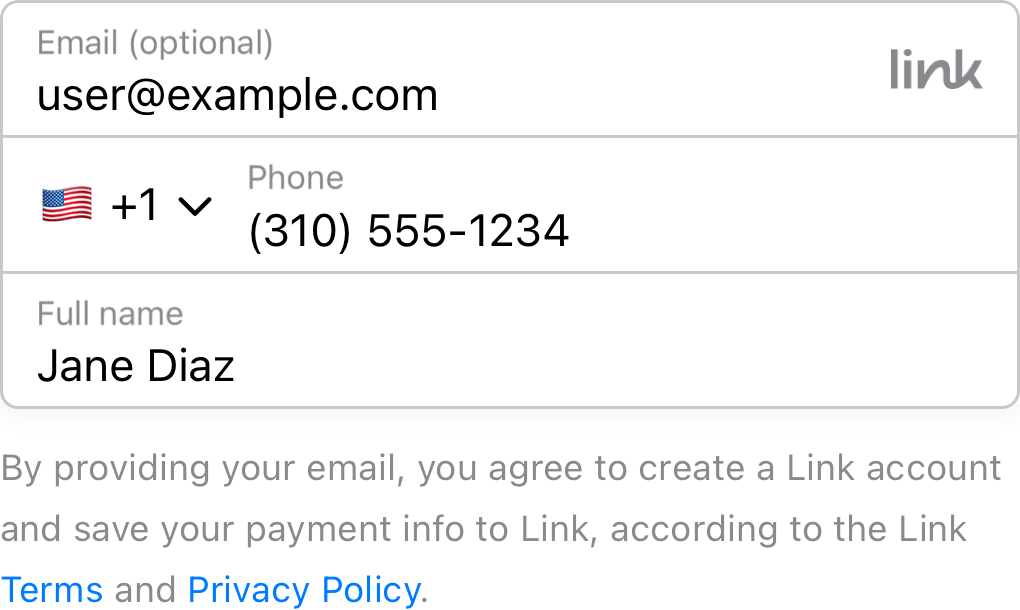 Email (optional)
link
user@example.com
+1
Phone
(310) 555-1234
Full name
Jane Diaz
By providing your email, you agree to create a Link account
and save your payment info to Link, according to the Link
Terms and Privacy Policy.